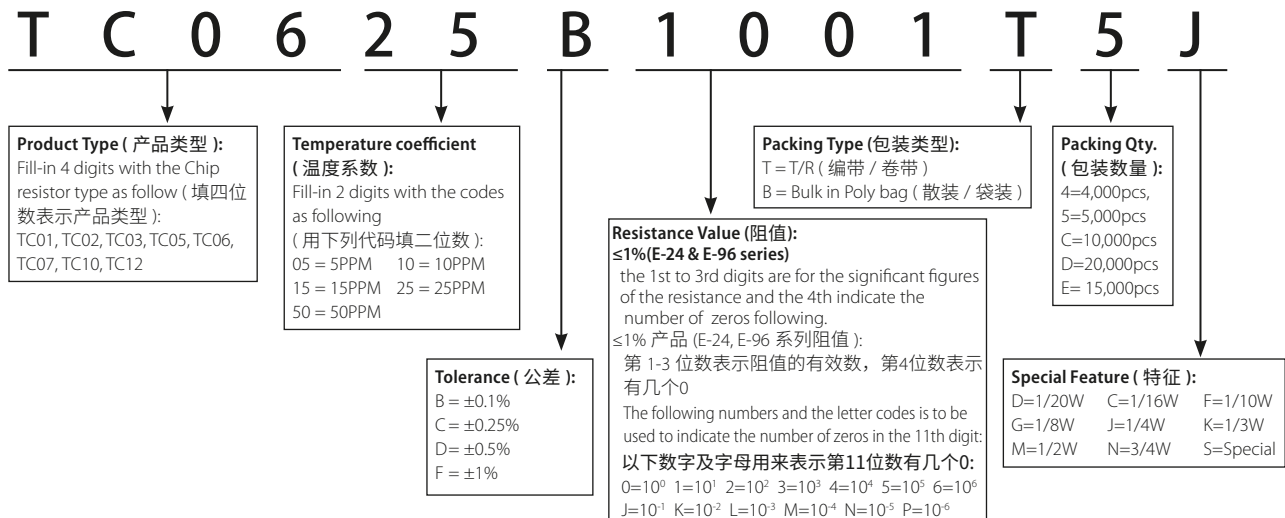 T C 0 6 2 5 B 1 0 0 1 T 5 J
Product Type ( 产品类型 ):
Fill-in 4 digits with the Chip
resistor type as follow ( 填四位
数表示产品类型 ):
TC01, TC02, TC03, TC05, TC06,
TC07, TC10, TC12
Temperature coefficient
( 温度系数 ):
Fill-in 2 digits with the codes
as following
( 用下列代码填二位数 ):
05 = 5PPM 10 = 10PPM
15 = 15PPM 25 = 25PPM
50 = 50PPM
Tolerance ( 公差 ):
B = ±0.1%
C = ±0.25%
D= ±0.5%
F = ±1%
Resistance Value (阻值):
≤1%(E-24 & E-96 series)
the 1st to 3rd digits are for the significant figures
of the resistance and the 4th indicate the
number of zeros following.
≤1% 产品 (E-24, E-96 系列阻值 ):
第 1-3 位数表示阻值的有效数，第4位数表示
有几个0
The following numbers and the letter codes is to be
used to indicate the number of zeros in the 11th digit:
以下数字及字母用来表示第11位数有几个0:
0=10⁰ 1=10¹ 2=10² 3=10³ 4=10⁴ 5=10⁵ 6=10⁶
J=10⁻¹ K=10⁻² L=10⁻³ M=10⁻⁴ N=10⁻⁵ P=10⁻⁶
Packing Type (包装类型):
T = T/R ( 编带 / 卷带 )
B = Bulk in Poly bag ( 散装 / 袋装 )
Packing Qty.
( 包装数量 ):
4=4,000pcs,
5=5,000pcs
C=10,000pcs
D=20,000pcs
E= 15,000pcs
Special Feature ( 特征 ):
D=1/20W C=1/16W F=1/10W
G=1/8W J=1/4W K=1/3W
M=1/2W N=3/4W S=Special